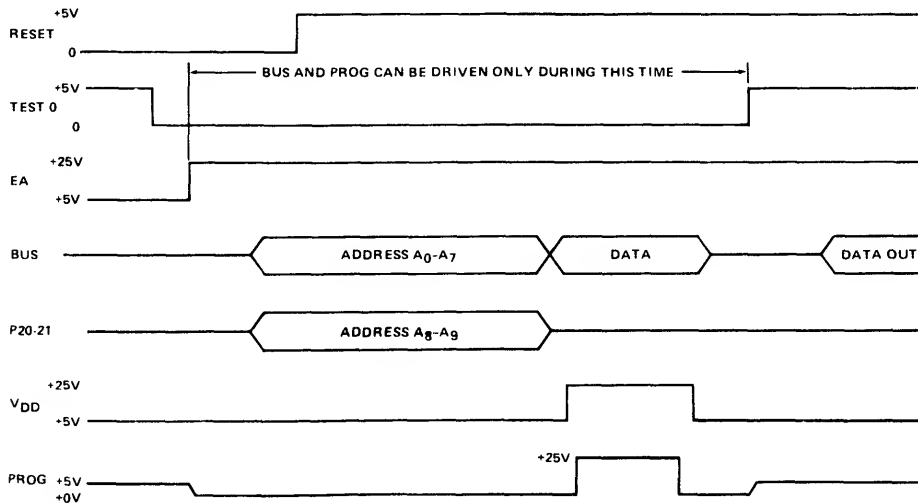 +5V
RESET
0
BUS AND PROG CAN BE DRIVEN ONLY DURING THIS TIME
+5V
TEST 0
0
+25V
EA
+5V
BUS
ADDRESS A0-A7
DATA
DATA OUT
P20-21
ADDRESS A8-A9
+25V
VDD
+5V
+25V
PROG +5V
+0V